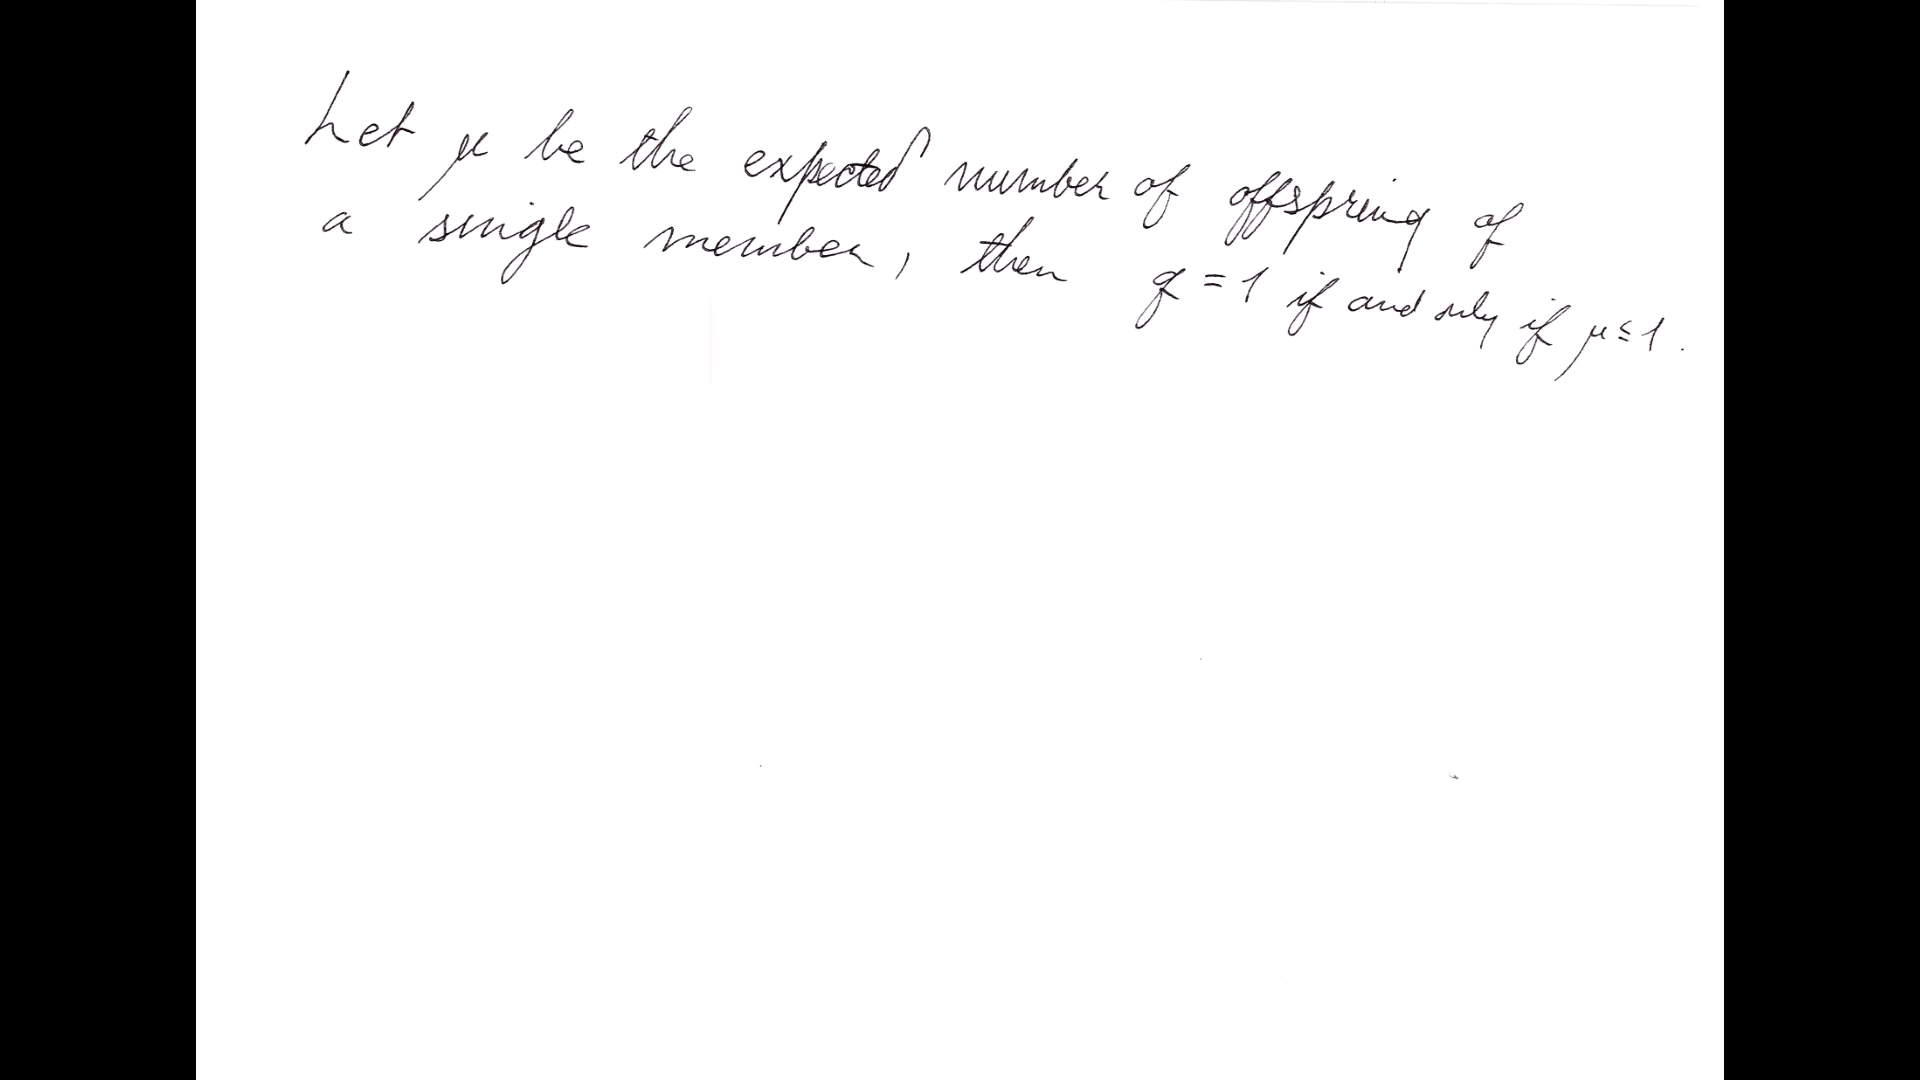 Let μ be the expected number of offspring of
a single member, then q = 1 if and only if μ ≤ 1.